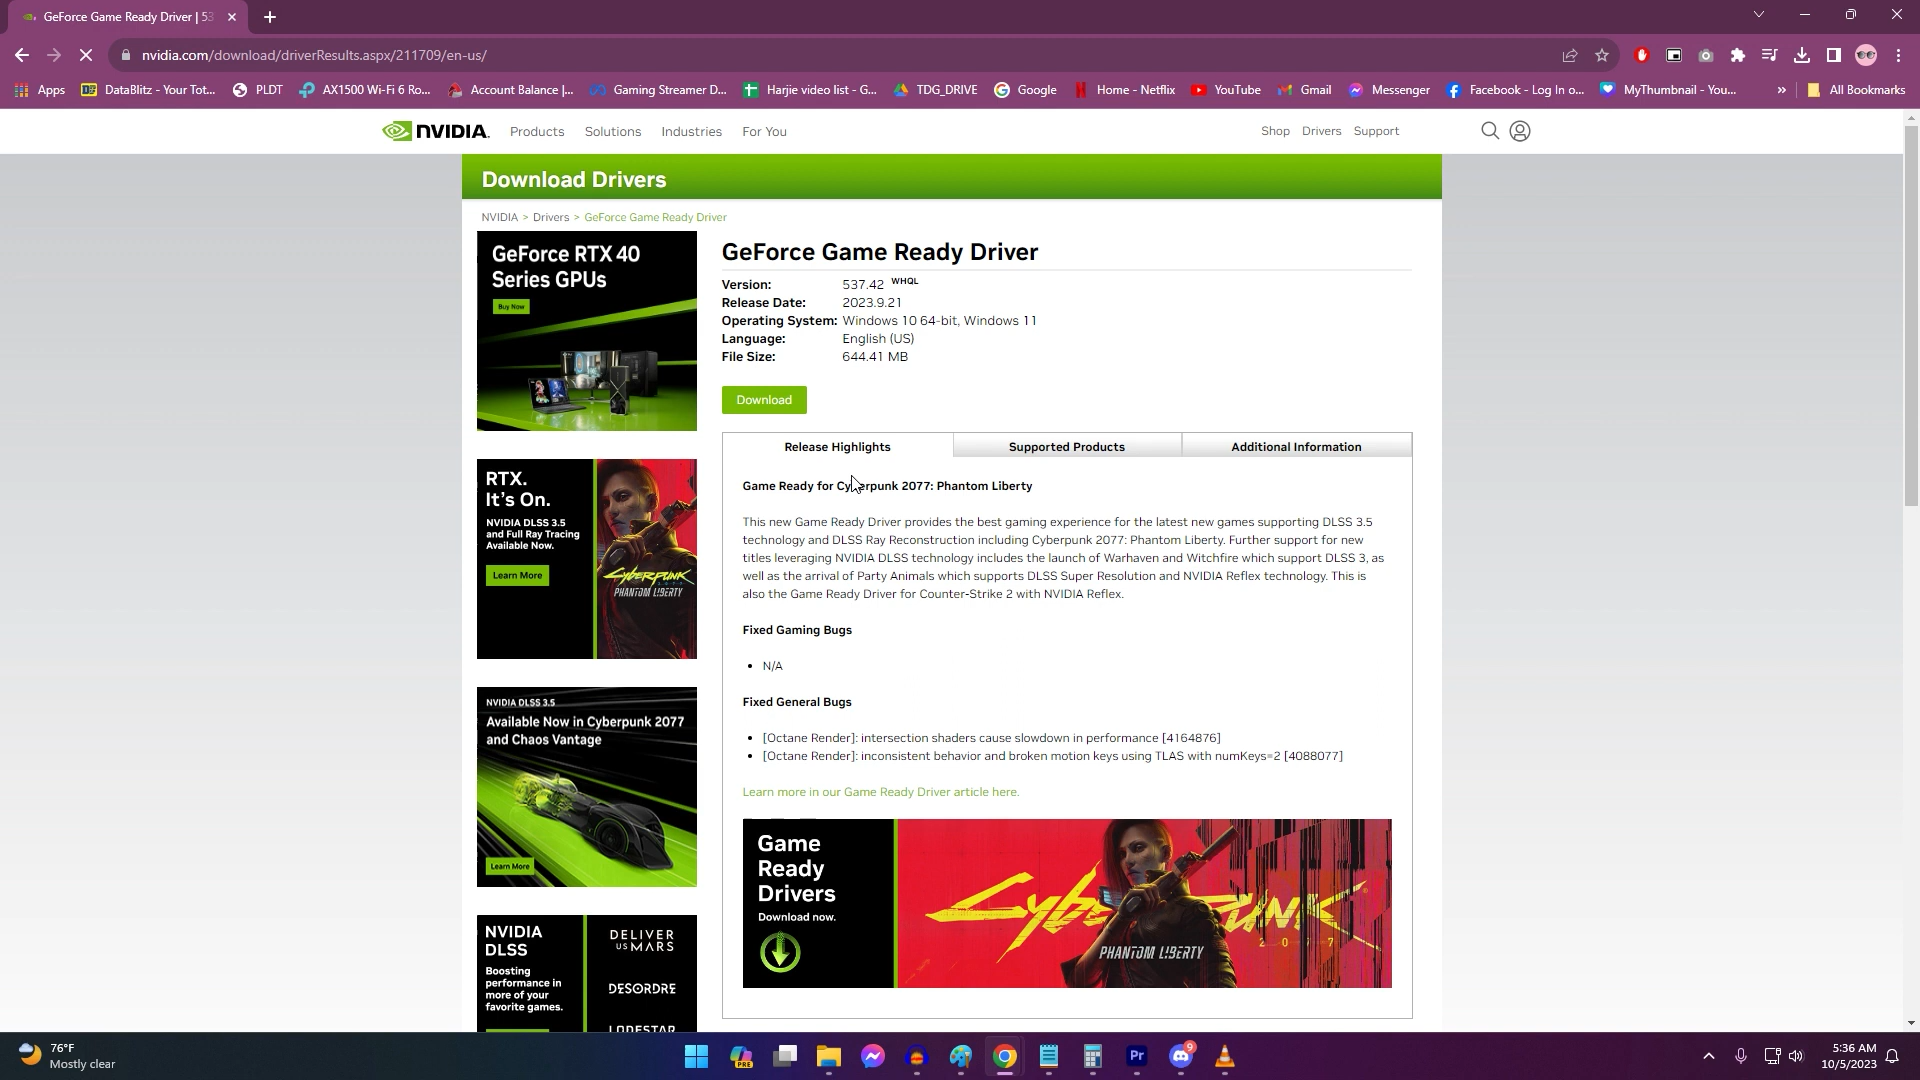 GeForce Game Ready Driver | 53
nvidia.com/download/driverResults.aspx/211709/en-us/
Apps
DataBlitz - Your Tot...
PLDT
AX1500 Wi-Fi 6 Ro...
Account Balance |...
Gaming Streamer D...
Harjie video list - G...
TDG_DRIVE
Google
Home - Netflix
YouTube
Gmail
Messenger
Facebook - Log In o...
MyThumbnail - You...
»
All Bookmarks
NVIDIA.
Products
Solutions
Industries
For You
Shop
Drivers
Support
Download Drivers
NVIDIA > Drivers > GeForce Game Ready Driver
GeForce RTX 40
Series GPUs
Buy Now
GeForce Game Ready Driver
Version: 537.42 WHQL
Release Date: 2023.9.21
Operating System: Windows 10 64-bit, Windows 11
Language: English (US)
File Size: 644.41 MB
Download
RTX.
It's On.
NVIDIA DLSS 3.5
and Full Ray Tracing
Available Now.
Learn More
Cyberpunk
2077
PHANTOM LIBERTY
Release Highlights
Supported Products
Additional Information
Game Ready for Cyberpunk 2077: Phantom Liberty
This new Game Ready Driver provides the best gaming experience for the latest new games supporting DLSS 3.5
technology and DLSS Ray Reconstruction including Cyberpunk 2077: Phantom Liberty. Further support for new
titles leveraging NVIDIA DLSS technology includes the launch of Warhaven and Witchfire which support DLSS 3, as
well as the arrival of Party Animals which supports DLSS Super Resolution and NVIDIA Reflex technology. This is
also the Game Ready Driver for Counter-Strike 2 with NVIDIA Reflex.
Fixed Gaming Bugs
• N/A
Fixed General Bugs
• [Octane Render]: intersection shaders cause slowdown in performance [4164876]
• [Octane Render]: inconsistent behavior and broken motion keys using TLAS with numKeys=2 [4088077]
Learn more in our Game Ready Driver article here.
NVIDIA DLSS 3.5
Available Now in Cyberpunk 2077
and Chaos Vantage
Learn More
Game
Ready
Drivers
Download now.
Cyberpunk
2077
PHANTOM LIBERTY
NVIDIA
DLSS
Boosting
performance in
more of your
favorite games.
DELIVER
US MARS
DESORDRE
LODESTAR
76°F
Mostly clear
PRE
Pr
9
5:36 AM
10/5/2023